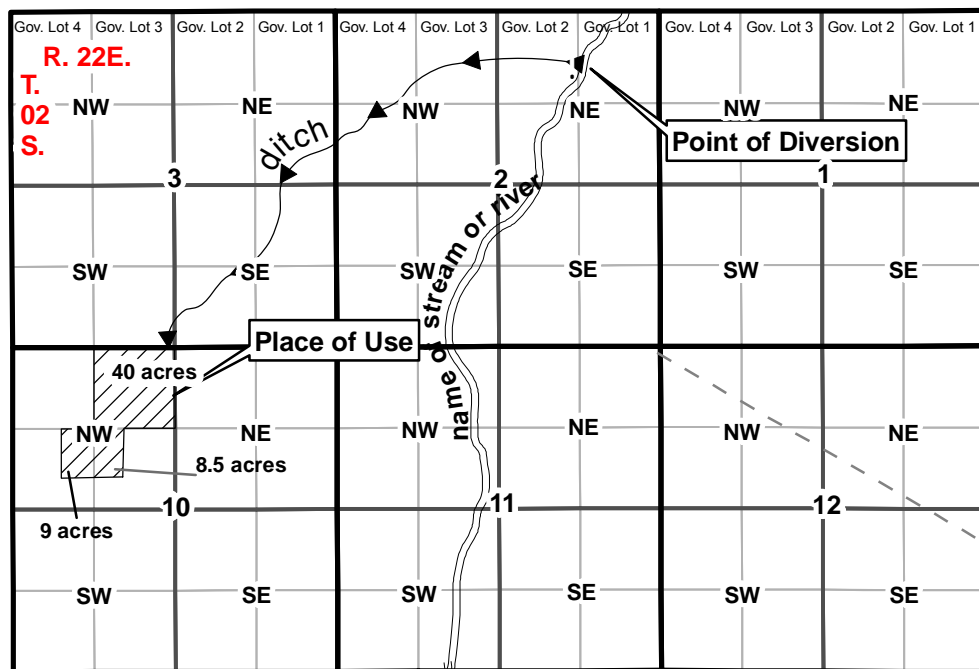 Gov. Lot 4 Gov. Lot 3 Gov. Lot 2 Gov. Lot 1 Gov. Lot 4 Gov. Lot 3 Gov. Lot 2 Gov. Lot 1 Gov. Lot 4 Gov. Lot 3 Gov. Lot 2 Gov. Lot 1
R. 22E.
T.
02
S.
NW NE NW NE NW NE
ditch
Point of Diversion
3 2 1
name of stream or river
SW SE SW SE SW SE
Place of Use
40 acres
NW NE NW NE NW NE
8.5 acres
9 acres
10 11 12
SW SE SW SE SW SE